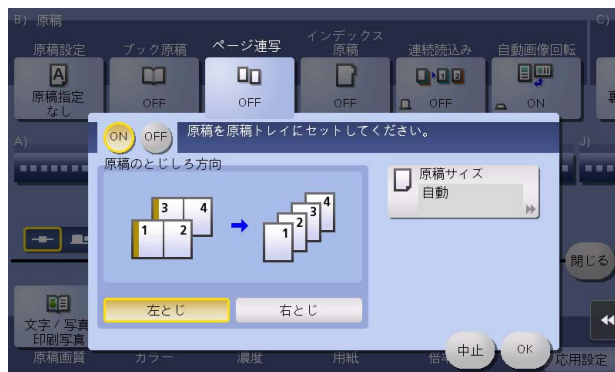 B) 原稿
C)
原稿設定
ブック原稿
ページ連写
インデックス
原稿
連続読込み
自動画像回転
A
原稿指定
なし
OFF
OFF
OFF
OFF
ON
ON
OFF
原稿を原稿トレイにセットしてください。
A)
J)
原稿のとじしろ方向
3 4
1 2
4
3
2
1
原稿サイズ
自動
左とじ
右とじ
閉じる
文字/写真
印刷写真
中止
OK
原稿画質
カラー
濃度
用紙
応用設定